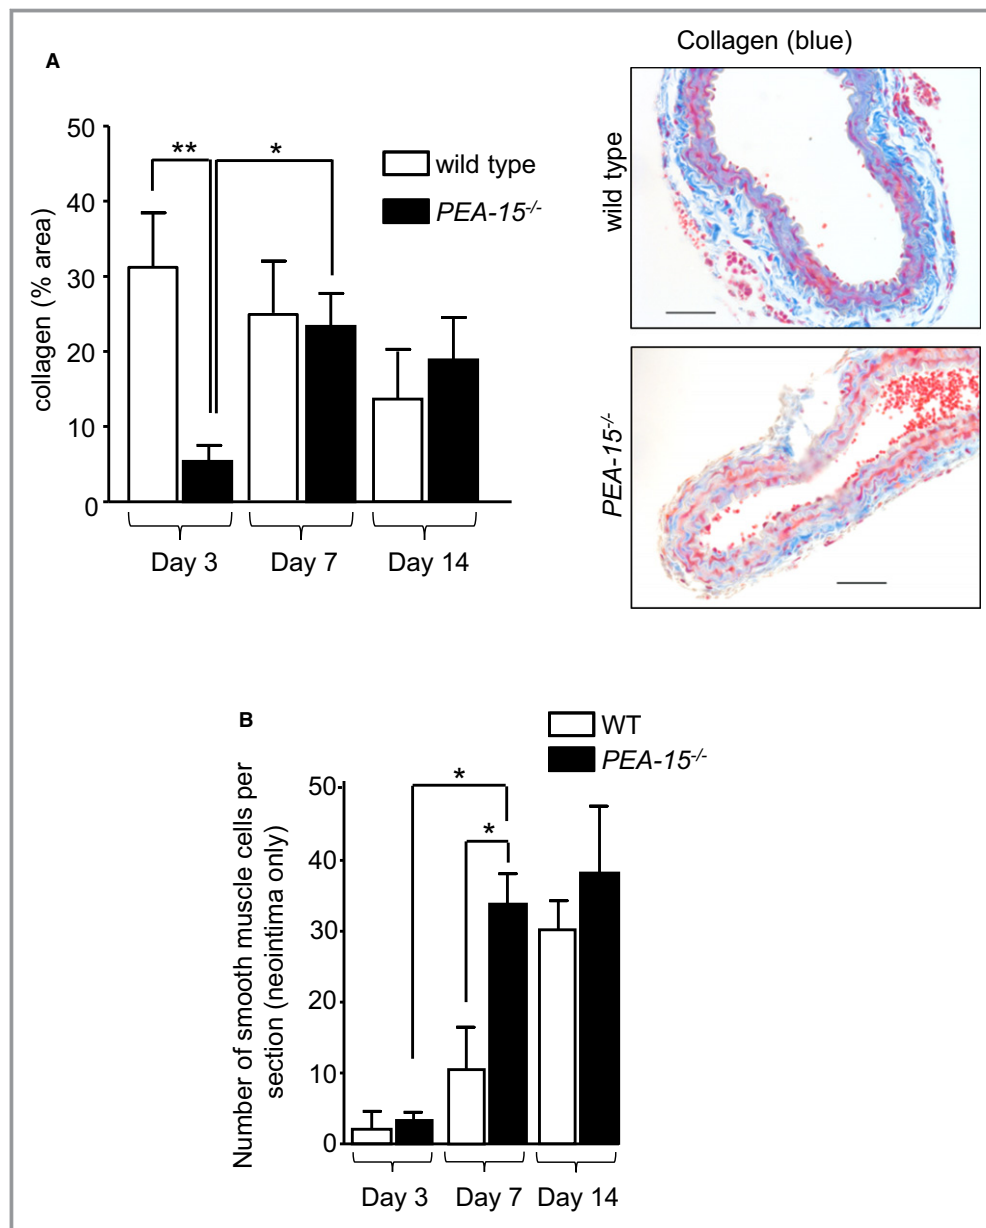 A
Collagen (blue)
collagen (% area)
50
40
30
20
10
0
**
*
wild type
PEA-15-/-
Day 3
Day 7
Day 14
wild type
PEA-15-/-
B
WT
PEA-15-/-
Number of smooth muscle cells per
section (neointima only)
50
40
30
20
10
0
*
*
Day 3
Day 7
Day 14